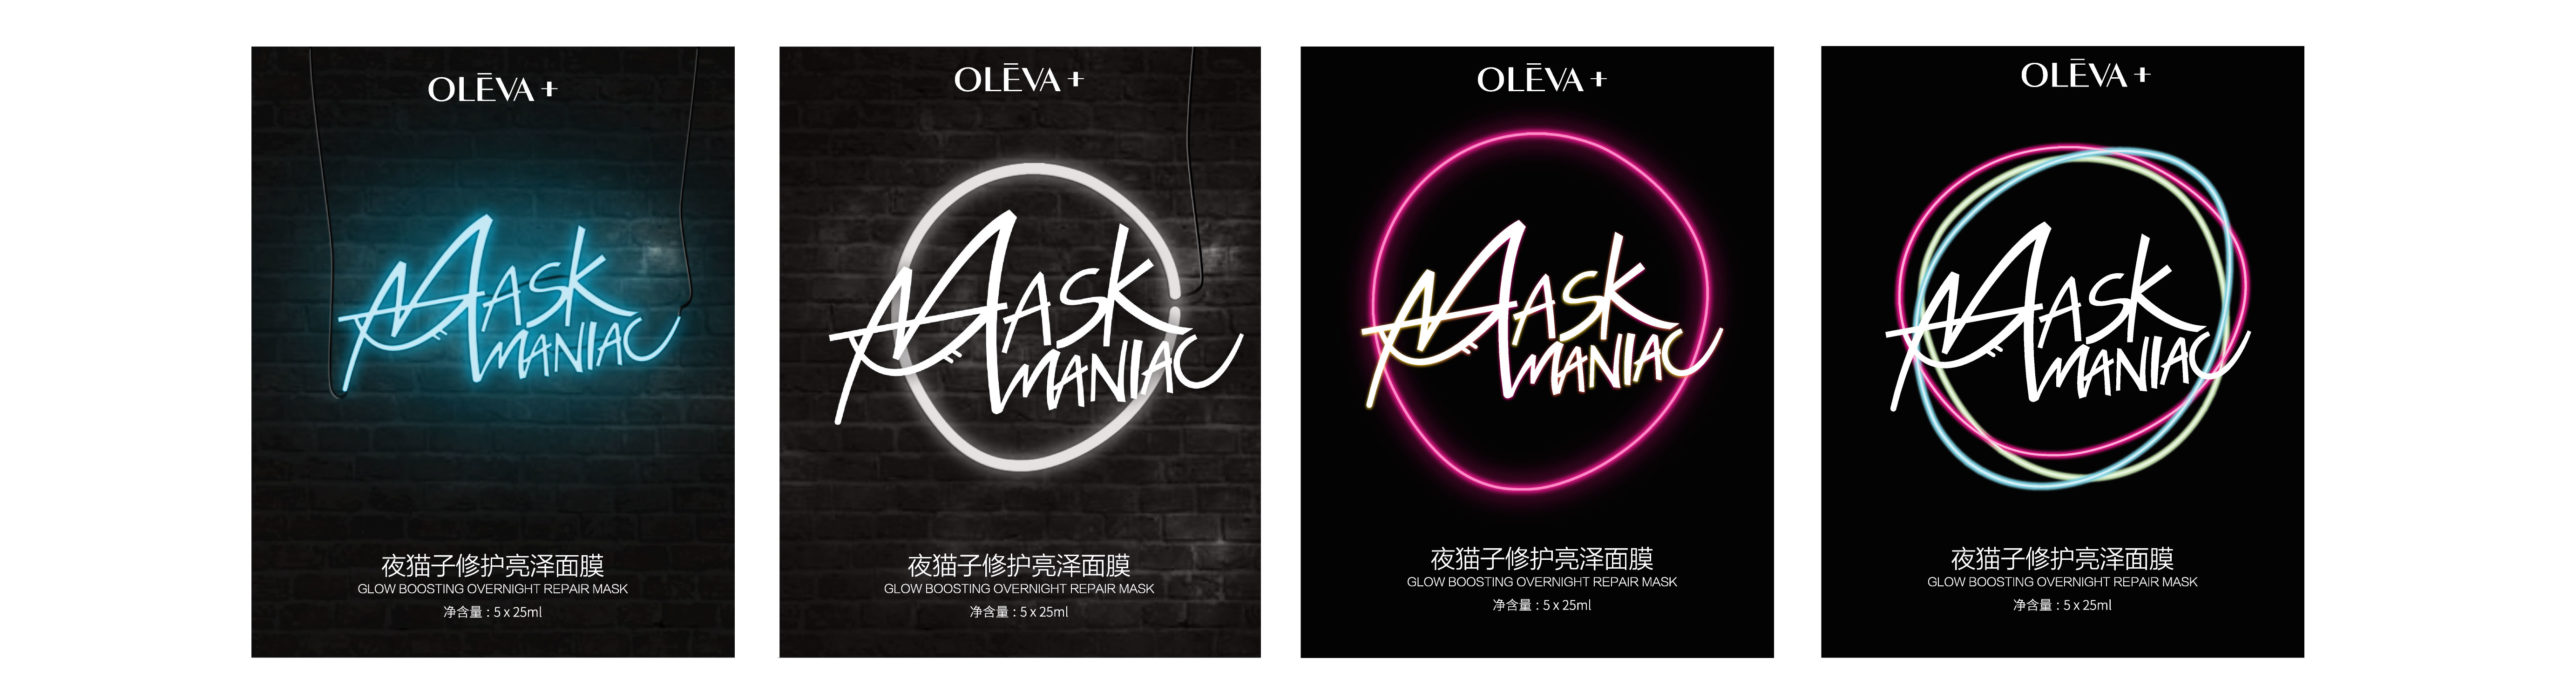 OLĒVA +
MASK
MANIAC
夜猫子修护亮泽面膜
GLOW BOOSTING OVERNIGHT REPAIR MASK
净含量：5 x 25ml
OLĒVA +
MASK
MANIAC
夜猫子修护亮泽面膜
GLOW BOOSTING OVERNIGHT REPAIR MASK
净含量：5 x 25ml
OLĒVA +
MASK
MANIAC
夜猫子修护亮泽面膜
GLOW BOOSTING OVERNIGHT REPAIR MASK
净含量：5 x 25ml
OLĒVA +
MASK
MANIAC
夜猫子修护亮泽面膜
GLOW BOOSTING OVERNIGHT REPAIR MASK
净含量：5 x 25ml